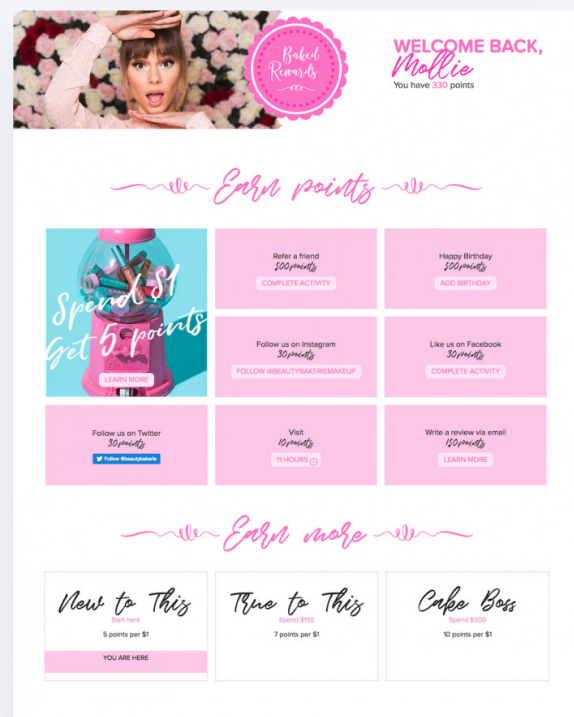 Baked
Rewards
WELCOME BACK,
Mollie
You have 330 points
Earn points
Spend $1
Get 5 points
LEARN MORE
Refer a friend
500 points
COMPLETE ACTIVITY
Happy Birthday
500 points
ADD BIRTHDAY
Follow us on Instagram
30 points
FOLLOW @BEAUTYBAKERIEMAKEUP
Like us on Facebook
30 points
COMPLETE ACTIVITY
Follow us on Twitter
30 points
Follow @beautybakerie
Visit
10 points
11 HOURS
Write a review via email
150 points
LEARN MORE
Earn more
New to This
Start here
5 points per $1
YOU ARE HERE
True to This
Spend $150
7 points per $1
Cake Boss
Spend $500
10 points per $1